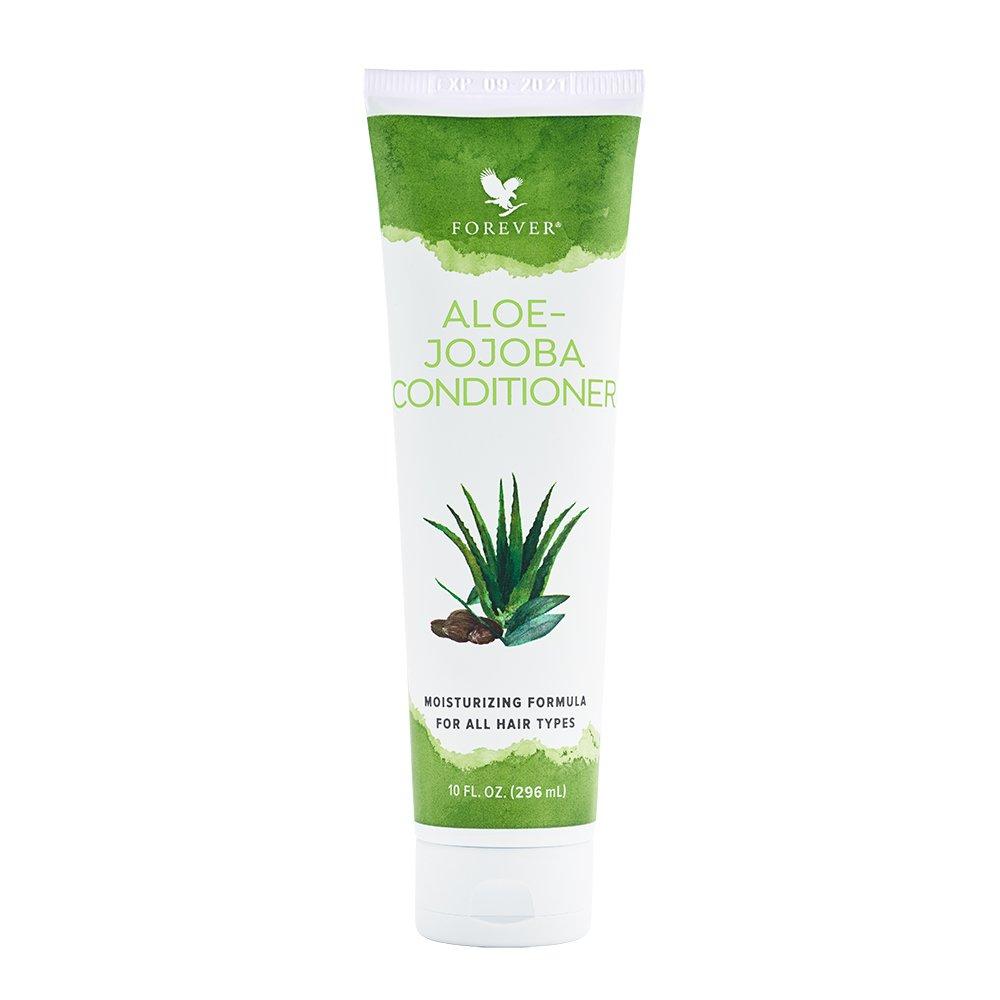 EXP 09-2021
FOREVER®
ALOE-
JOJOBA
CONDITIONER
MOISTURIZING FORMULA
FOR ALL HAIR TYPES
10 FL. OZ. (296 mL)